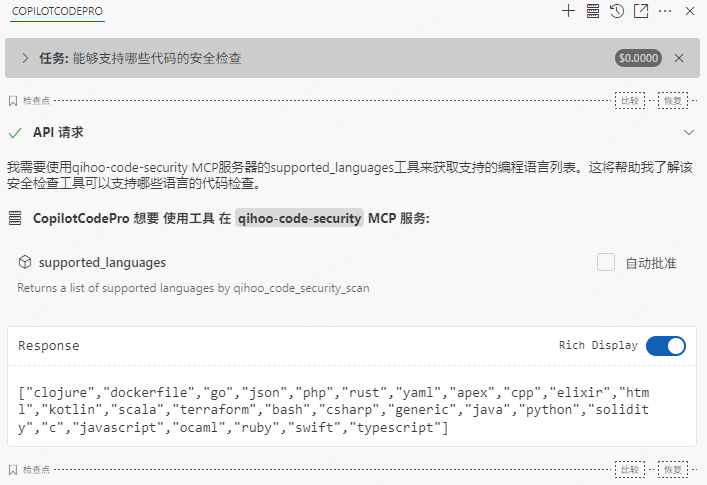 COPILOTCODEPRO
任务: 能够支持哪些代码的安全检查 $0.0000
检查点 比较 恢复
API 请求
我需要使用qihoo-code-security MCP服务器的supported_languages工具来获取支持的编程语言列表。这将帮助我了解该
安全检查工具可以支持哪些语言的代码检查。
CopilotCodePro 想要 使用工具 在 qihoo-code-security MCP 服务:
supported_languages 自动批准
Returns a list of supported languages by qihoo_code_security_scan
Response Rich Display
["clojure","dockerfile","go","json","php","rust","yaml","apex","cpp","elixir","htm
l","kotlin","scala","terraform","bash","csharp","generic","java","python","solidit
y","c","javascript","ocaml","ruby","swift","typescript"]
检查点 比较 恢复